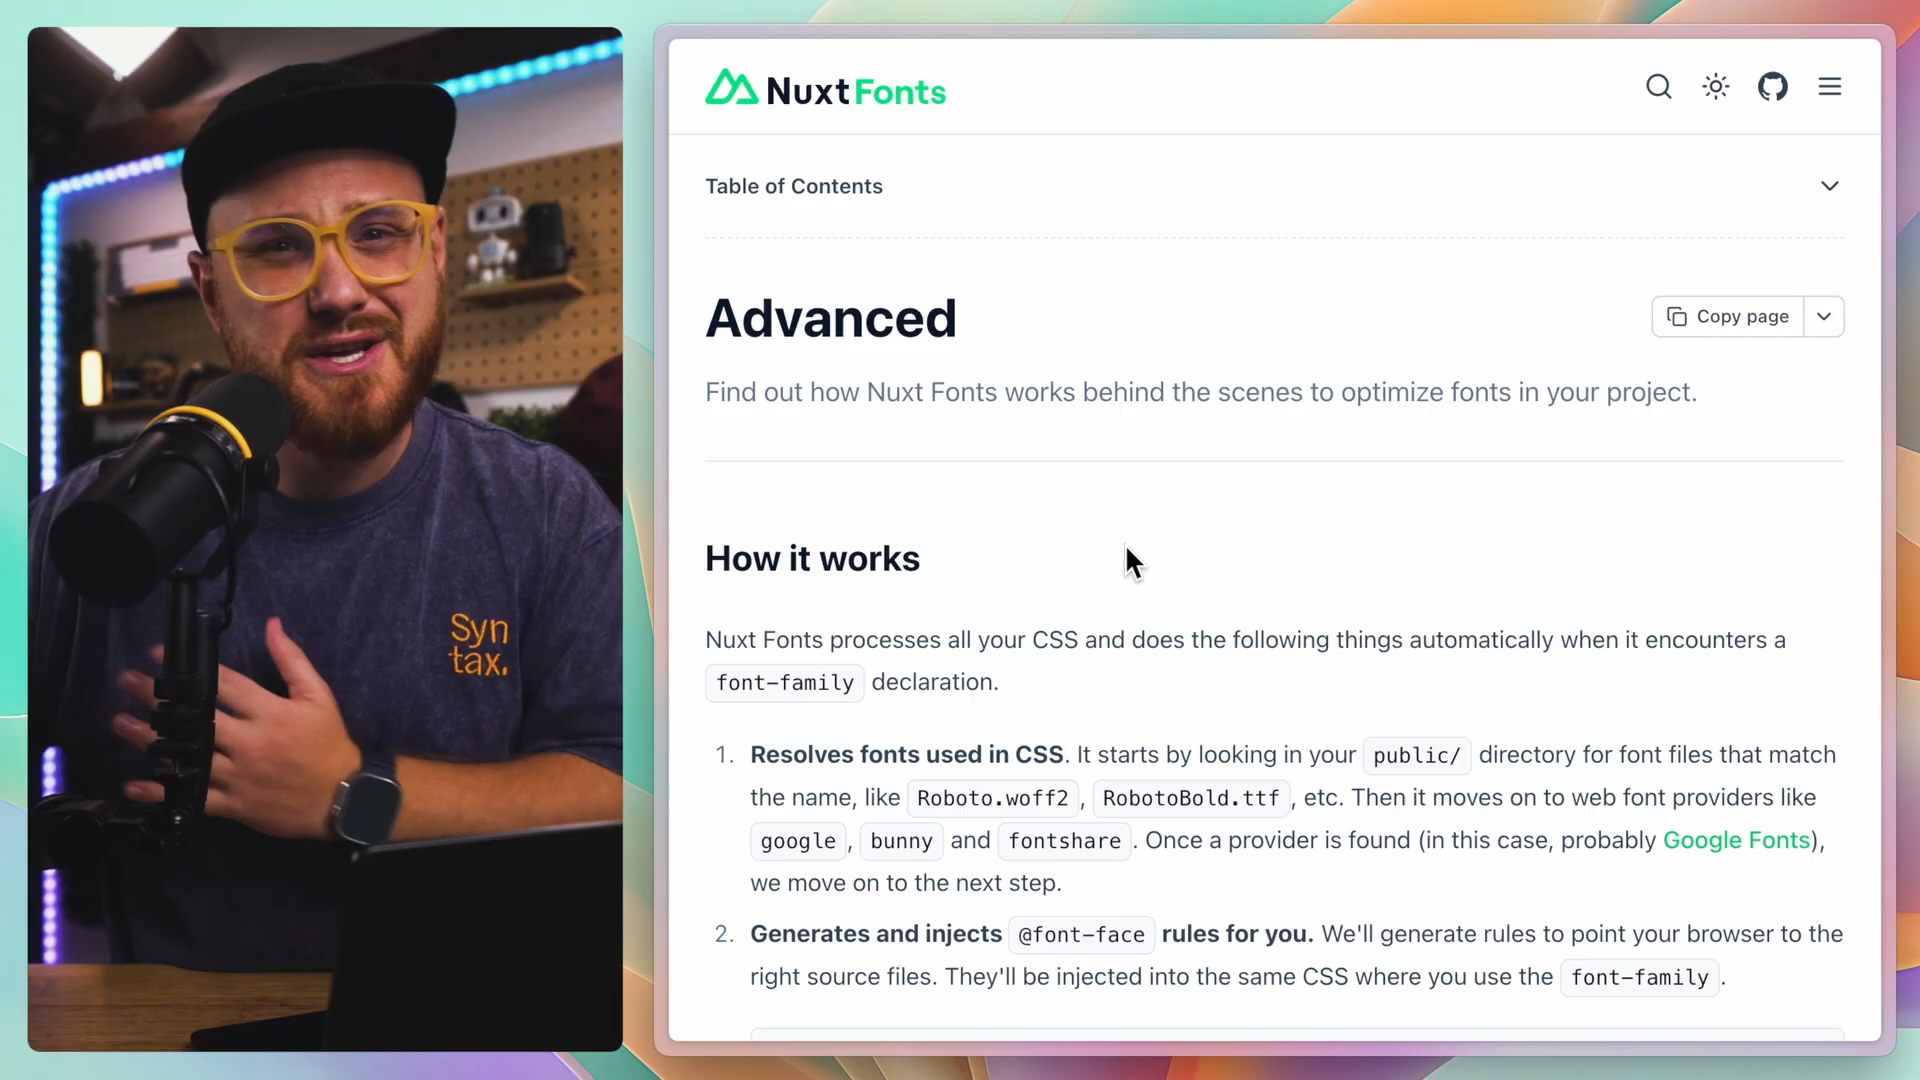 Syn
tax.
Nuxt Fonts
Table of Contents
Advanced
Copy page
Find out how Nuxt Fonts works behind the scenes to optimize fonts in your project.
How it works
Nuxt Fonts processes all your CSS and does the following things automatically when it encounters a
font-family declaration.
1. Resolves fonts used in CSS. It starts by looking in your public/ directory for font files that match
the name, like Roboto.woff2, RobotoBold.ttf, etc. Then it moves on to web font providers like
google, bunny and fontshare. Once a provider is found (in this case, probably Google Fonts),
we move on to the next step.
2. Generates and injects @font-face rules for you. We'll generate rules to point your browser to the
right source files. They'll be injected into the same CSS where you use the font-family.